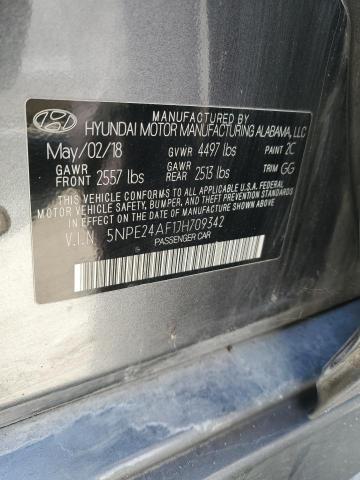 MANUFACTURED BY
HYUNDAI MOTOR MANUFACTURING ALABAMA, LLC
May/02/18 GVWR 4497 lbs PAINT 2C
GAWR FRONT 2557 lbs GAWR REAR 2513 lbs TRIM GG
THIS VEHICLE CONFORMS TO ALL APPLICABLE U.S.A. FEDERAL
MOTOR VEHICLE SAFETY, BUMPER, AND THEFT PREVENTION
STANDARDS IN EFFECT ON THE DATE OF MANUFACTURE
SHOWN ABOVE.
V.I.N. 5NPE24AF1JH709342
PASSENGER CAR